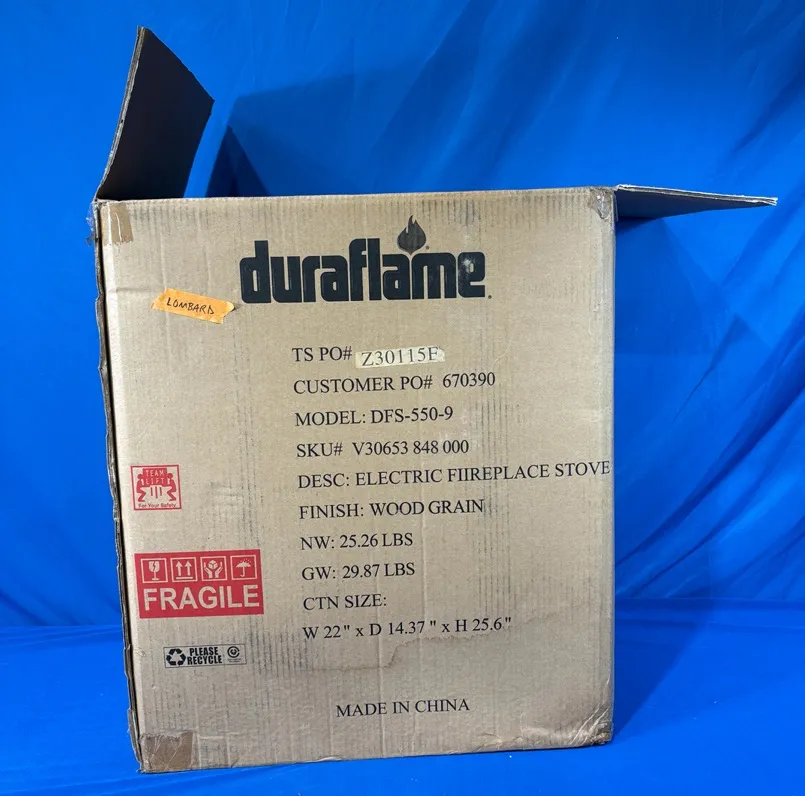 duraflame.
LOMBARD
TS PO# Z30115F
CUSTOMER PO# 670390
MODEL: DFS-550-9
SKU# V30653 848 000
DESC: ELECTRIC FIIREPLACE STOVE
FINISH: WOOD GRAIN
NW: 25.26 LBS
GW: 29.87 LBS
CTN SIZE:
W 22" x D 14.37 " x H 25.6"
TEAM
LIFT
For Your Safety
FRAGILE
PLEASE
RECYCLE
MADE IN CHINA